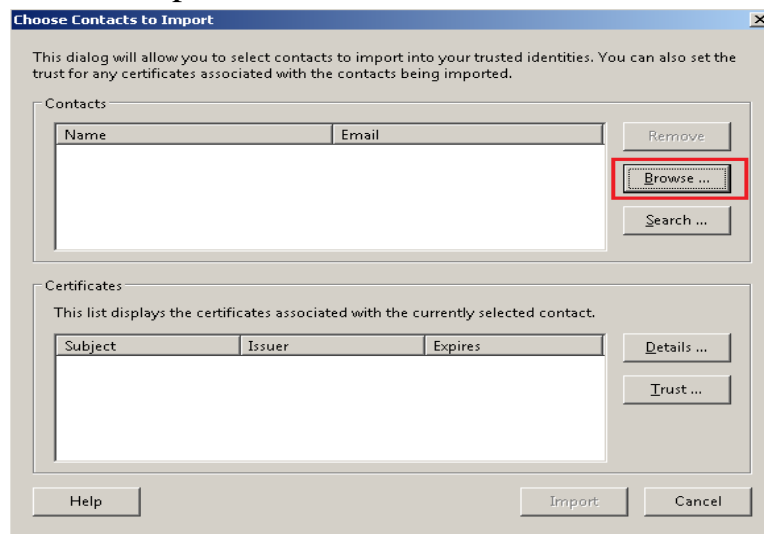 Choose Contacts to Import
This dialog will allow you to select contacts to import into your trusted identities. You can also set the
trust for any certificates associated with the contacts being imported.
Contacts
Name Email
Remove
Browse ...
Search ...
Certificates
This list displays the certificates associated with the currently selected contact.
Subject Issuer Expires
Details ...
Trust ...
Help Import Cancel